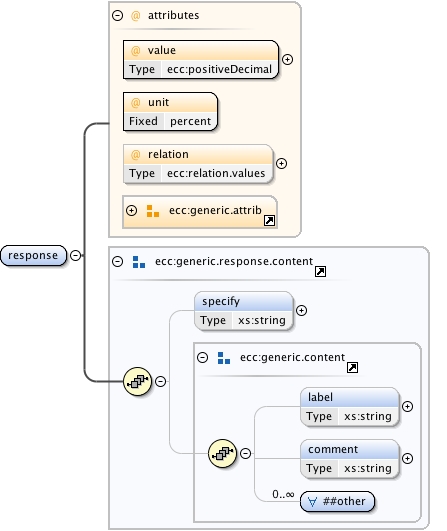 @ attributes
@ value
Type ecc:positiveDecimal
@ unit
Fixed percent
@ relation
Type ecc:relation.values
ecc:generic.attrib
response
ecc:generic.response.content
specify
Type xs:string
ecc:generic.content
label
Type xs:string
comment
Type xs:string
0..∞
∀ ##other